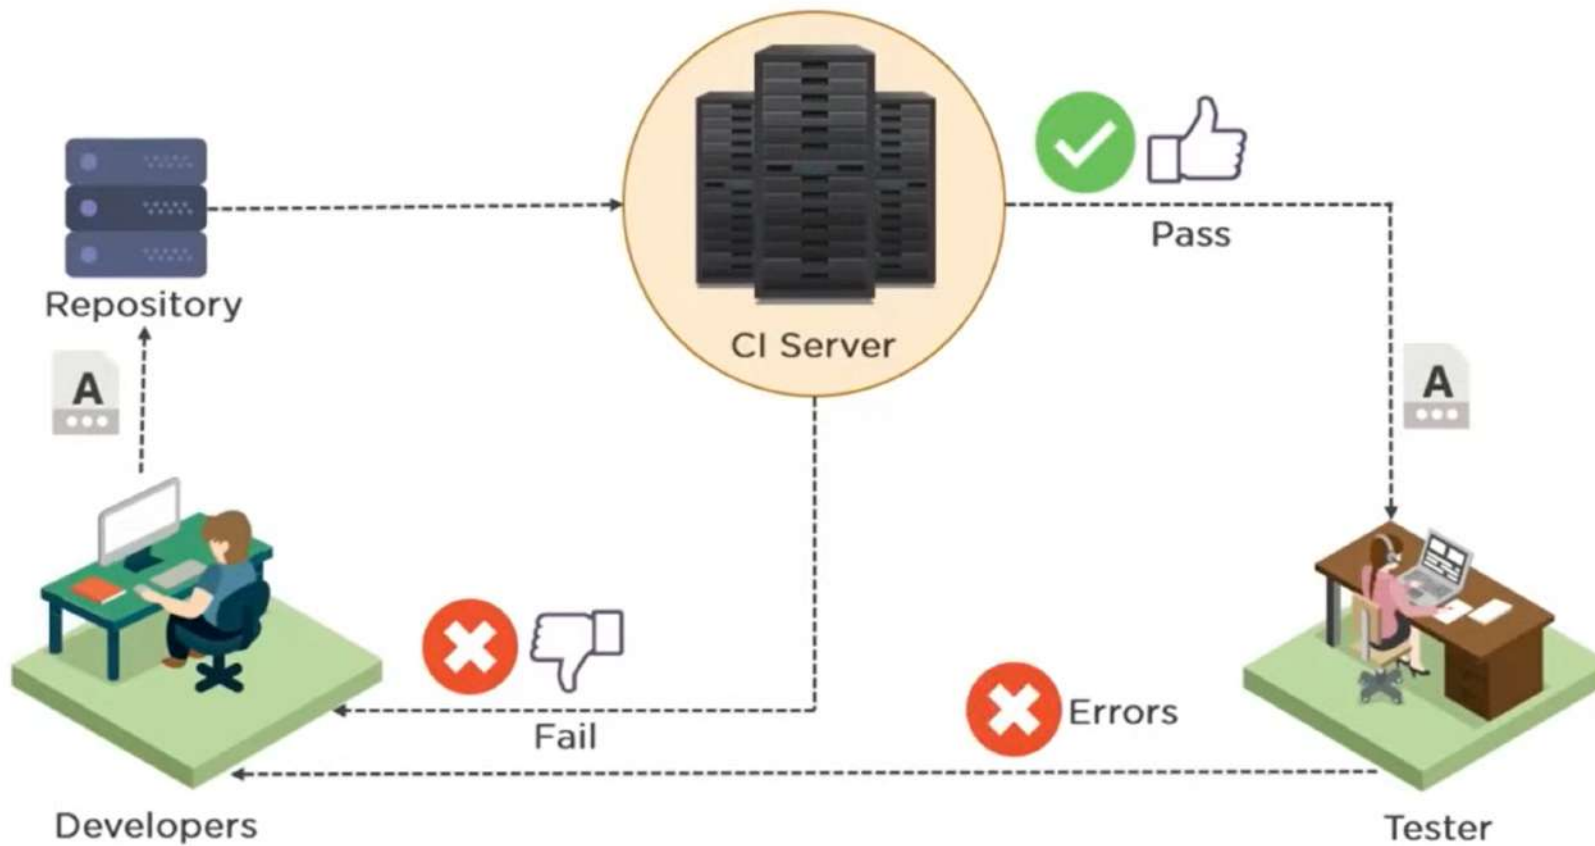 Repository
CI Server
Pass
A
A
Fail
Errors
Developers
Tester